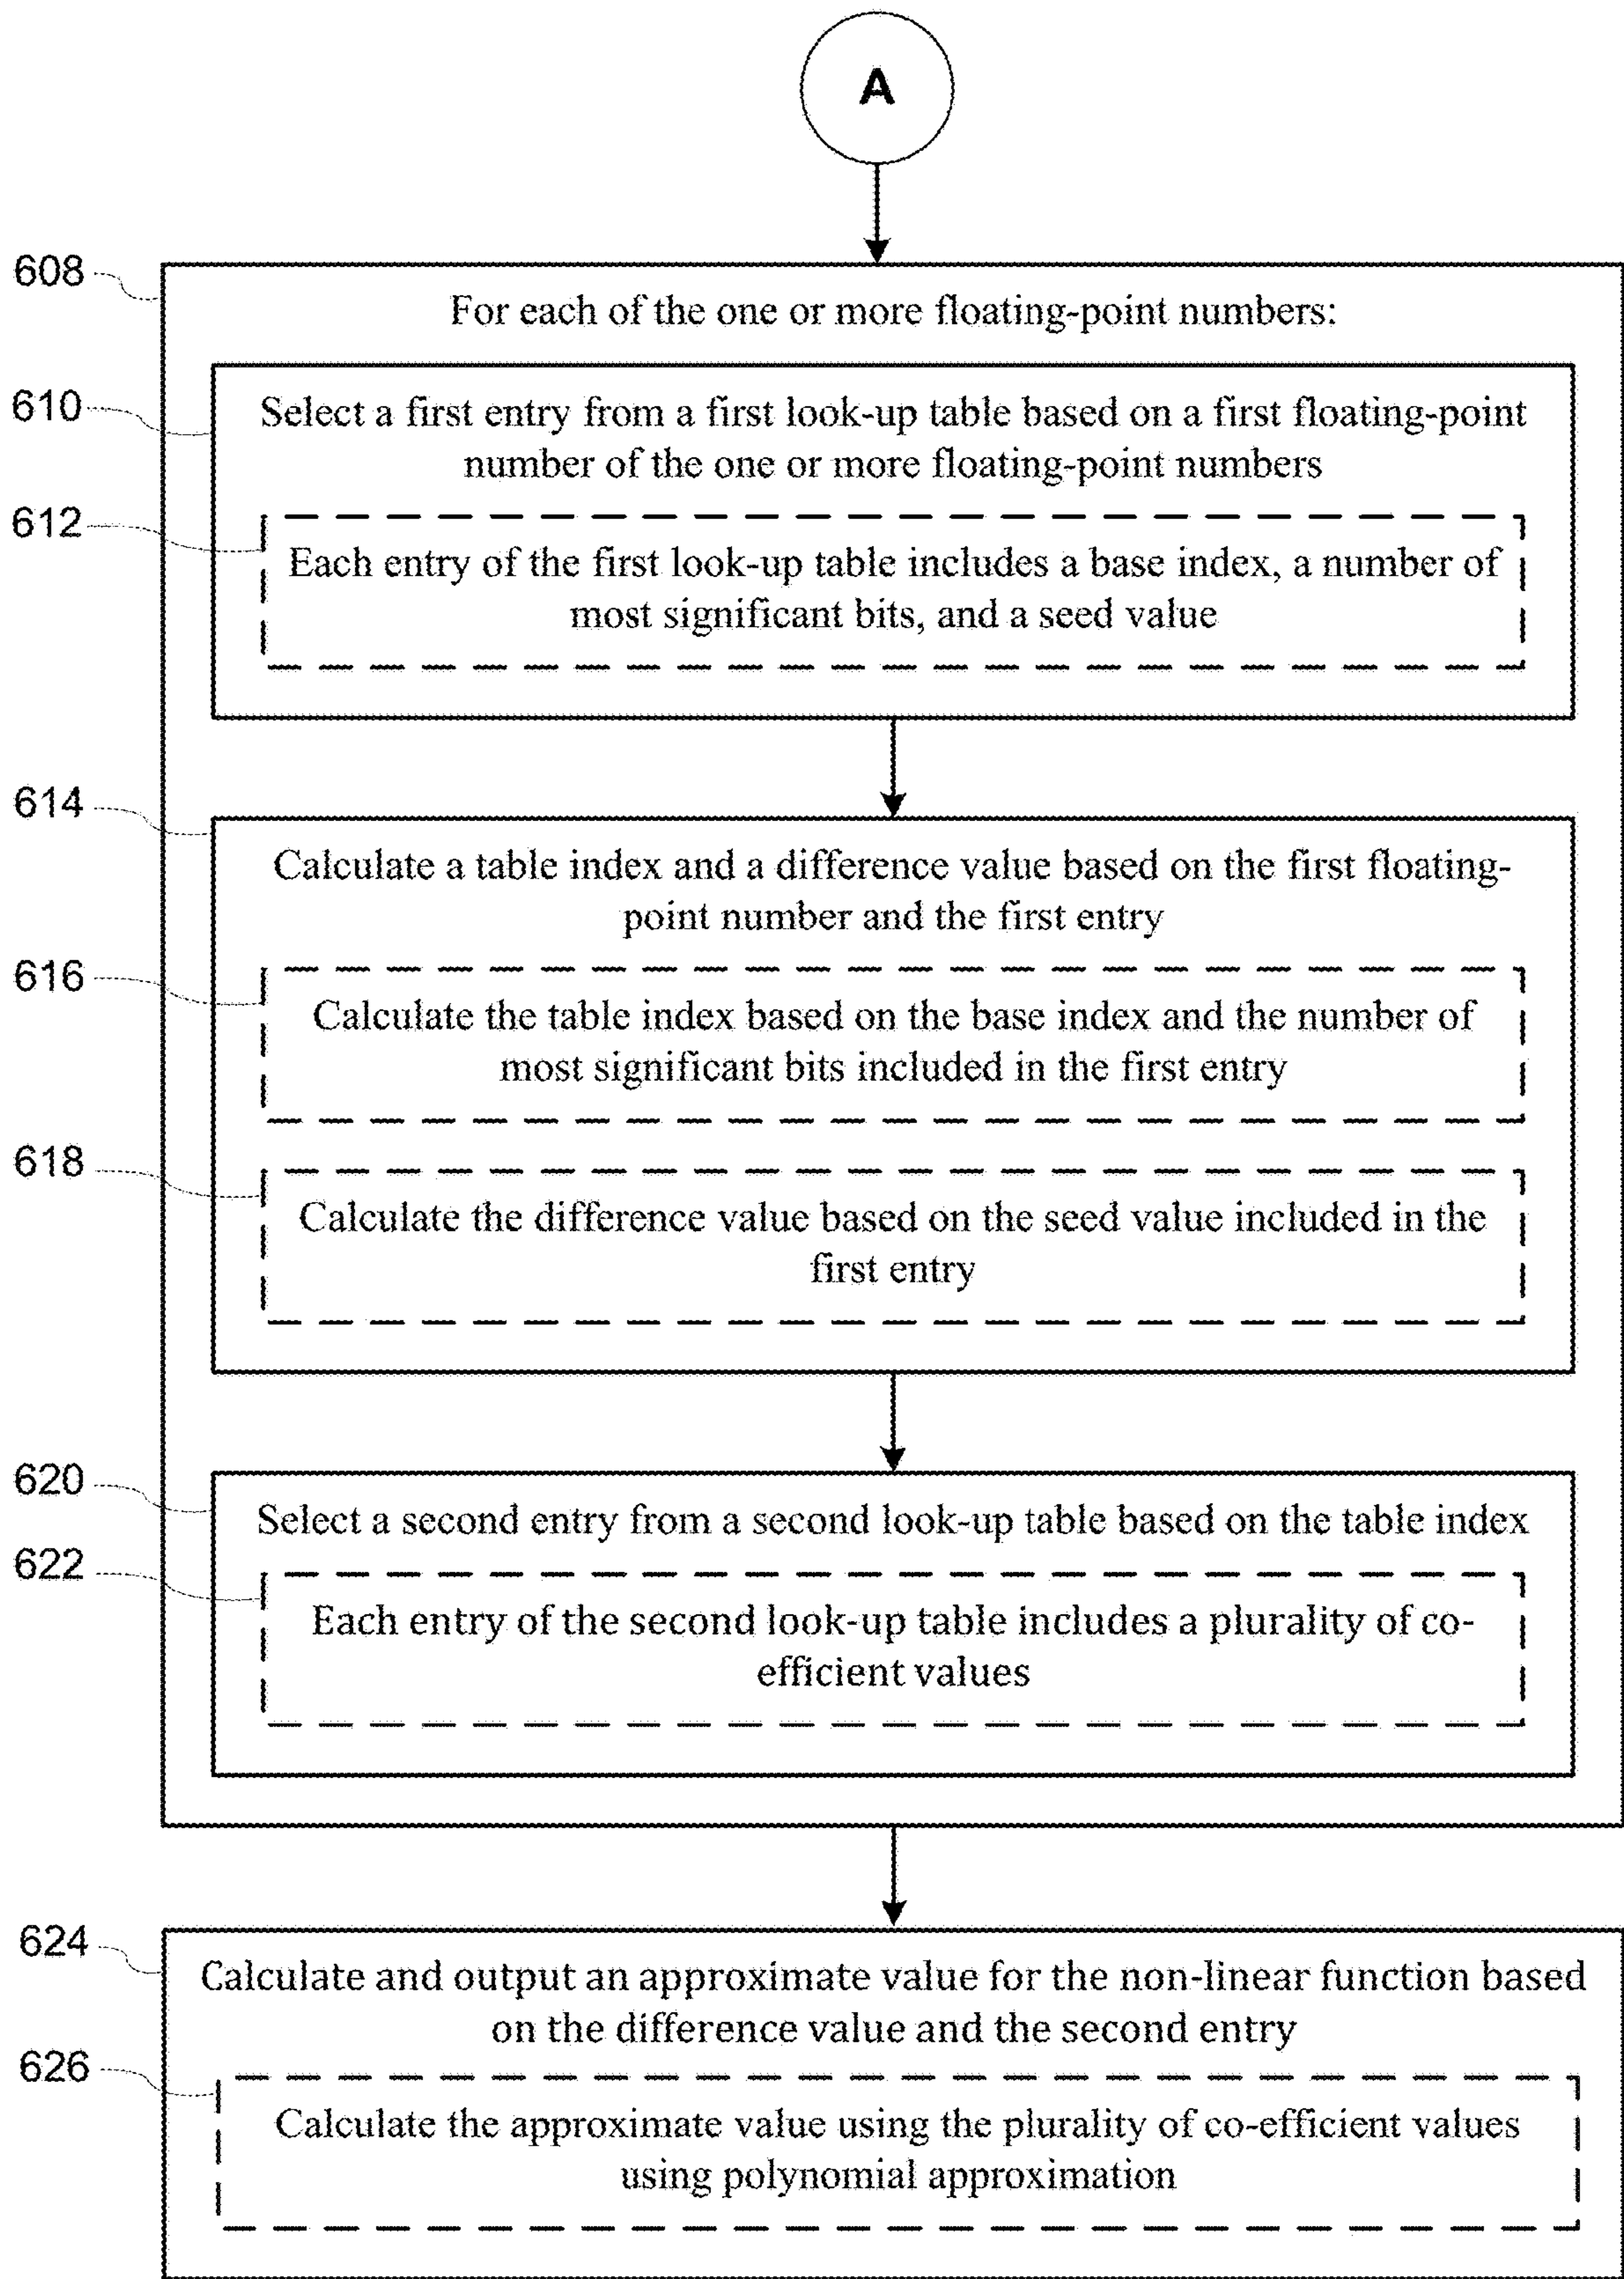 A
608
For each of the one or more floating-point numbers:
610
Select a first entry from a first look-up table based on a first floating-point
number of the one or more floating-point numbers
612
Each entry of the first look-up table includes a base index, a number of
most significant bits, and a seed value
614
Calculate a table index and a difference value based on the first floating-
point number and the first entry
616
Calculate the table index based on the base index and the number of
most significant bits included in the first entry
618
Calculate the difference value based on the seed value included in the
first entry
620
Select a second entry from a second look-up table based on the table index
622
Each entry of the second look-up table includes a plurality of co-
efficient values
624
Calculate and output an approximate value for the non-linear function based
on the difference value and the second entry
626
Calculate the approximate value using the plurality of co-efficient values
using polynomial approximation